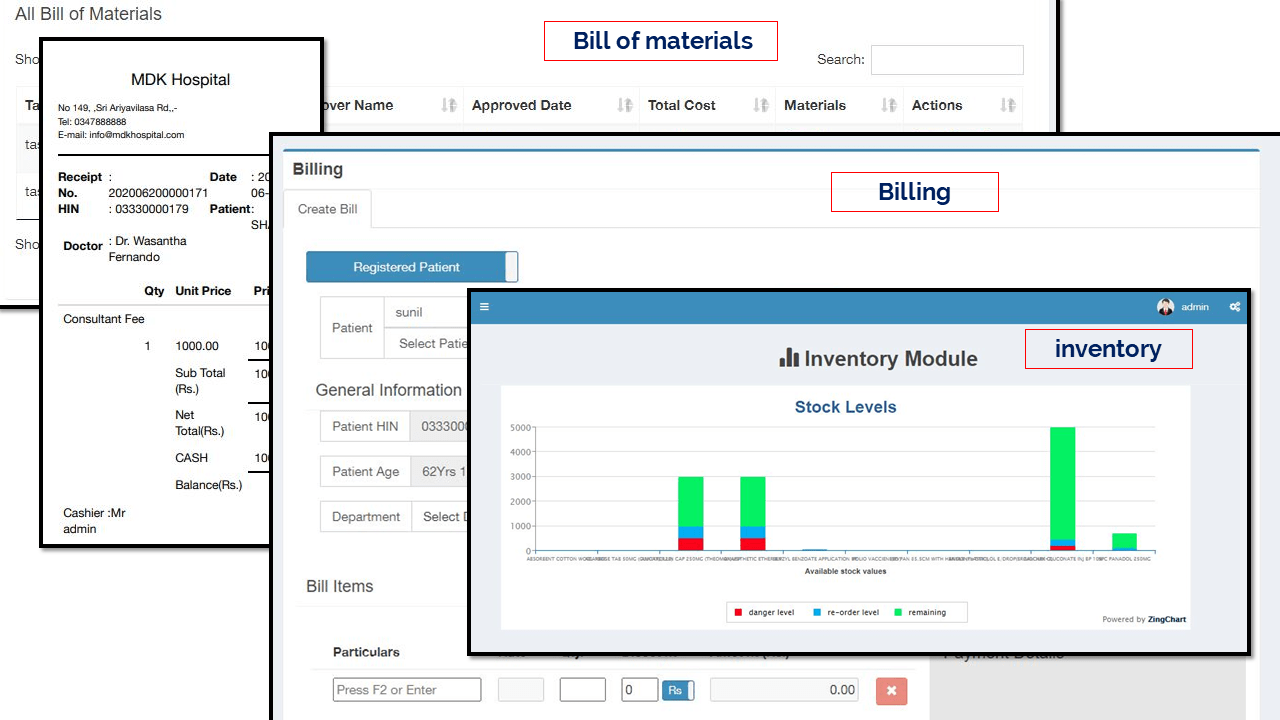 All Bill of Materials
Bill of materials
Sho
Search:
Ta
over Name
Approved Date
Total Cost
Materials
Actions
tas
tas
Sho
MDK Hospital
No 149, ,Sri Ariyavilasa Rd,,-
Tel: 0347888888
E-mail: info@mdkhospital.com
Receipt No. : 202006200000171
Date : 20 06-
HIN : 03330000179
Patient: SHA
Doctor : Dr. Wasantha Fernando
Qty Unit Price Pri
Consultant Fee
1 1000.00 100
Sub Total (Rs.) 100
Net Total(Rs.) 100
CASH 100
Balance(Rs.)
Cashier :Mr admin
Billing
Billing
Create Bill
Registered Patient
Patient
sunil
Select Patie
General Information
Patient HIN 033300
Patient Age 62Yrs 1
Department Select D
Bill Items
Particulars
Press F2 or Enter
0 Rs 0.00
Payment Details
admin
inventory
Inventory Module
Stock Levels
5000
4000
3000
2000
1000
0
Available stock values
danger level re-order level remaining
Powered by ZingChart